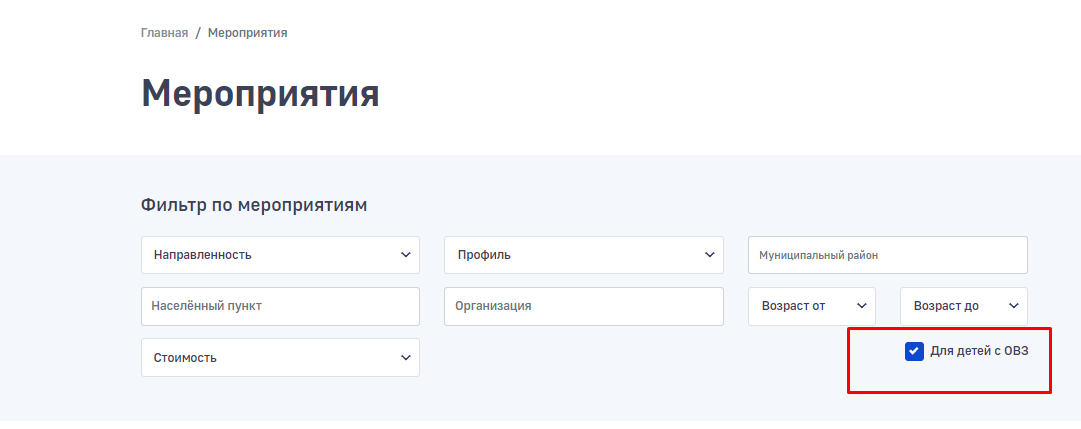 Главная / Мероприятия
Мероприятия
Фильтр по мероприятиям
Направленность
Профиль
Муниципальный район
Населённый пункт
Организация
Возраст от
Возраст до
Стоимость
Для детей с ОВЗ